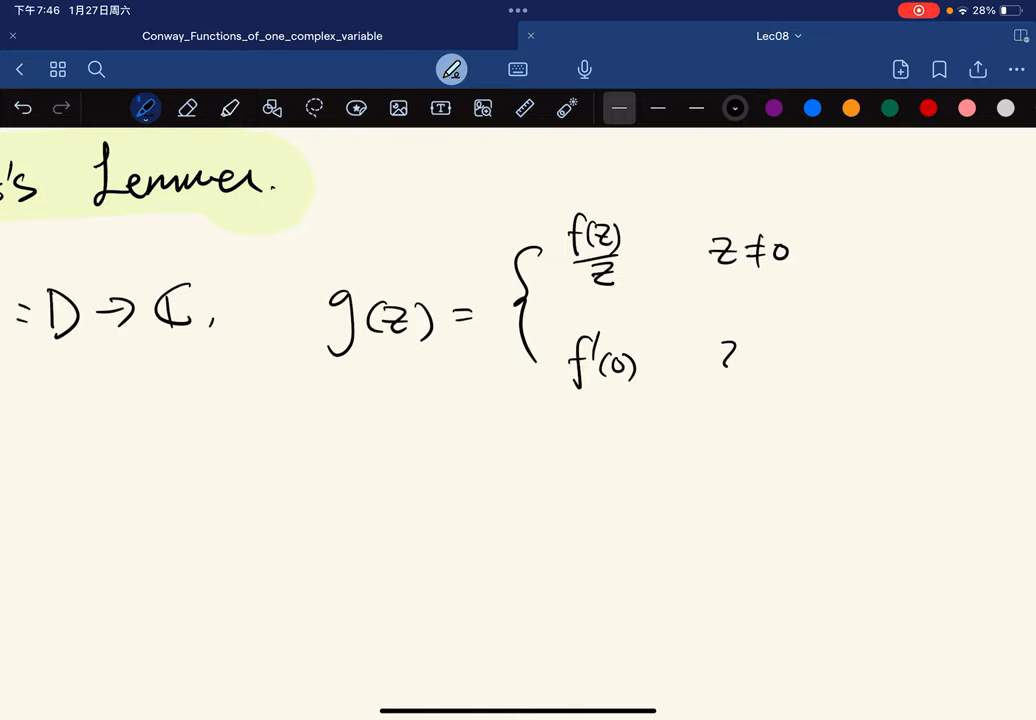 下午7:46 1月27日周六
28%
Conway_Functions_of_one_complex_variable
Lec08
's Lemma.
f(z)/z z≠0
: D → ℂ, g(z) = {
f'(0)